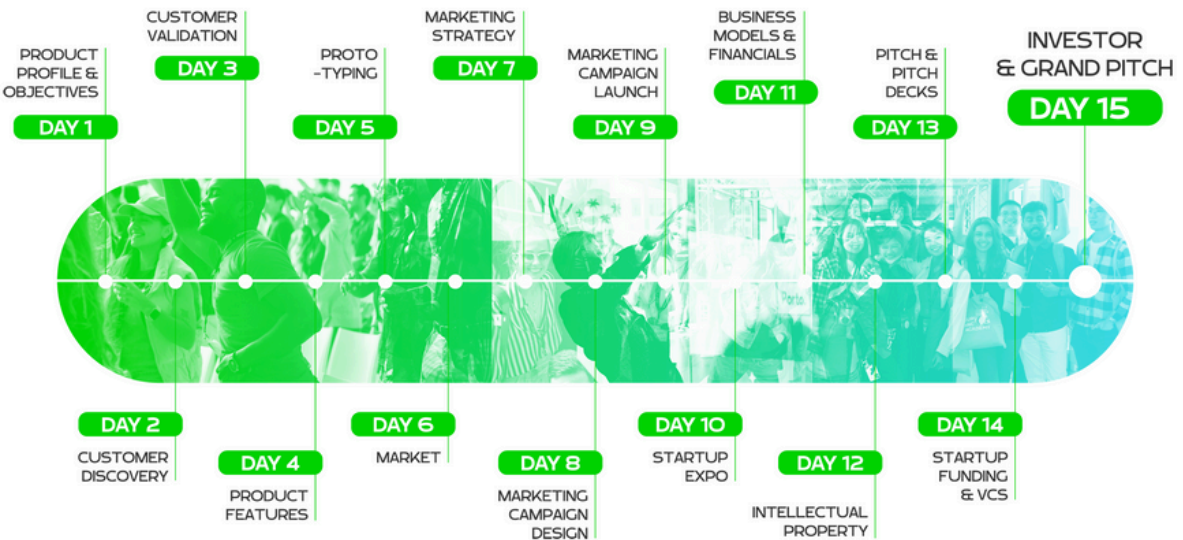 PRODUCT
PROFILE &
OBJECTIVES
DAY 1
DAY 2
CUSTOMER
DISCOVERY
CUSTOMER
VALIDATION
DAY 3
DAY 4
PRODUCT
FEATURES
PROTO
-TYPING
DAY 5
DAY 6
MARKET
MARKETING
STRATEGY
DAY 7
DAY 8
MARKETING
CAMPAIGN
DESIGN
MARKETING
CAMPAIGN
LAUNCH
DAY 9
DAY 10
STARTUP
EXPO
BUSINESS
MODELS &
FINANCIALS
DAY 11
DAY 12
INTELLECTUAL
PROPERTY
PITCH &
PITCH
DECKS
DAY 13
DAY 14
STARTUP
FUNDING
& VCS
INVESTOR
& GRAND PITCH
DAY 15